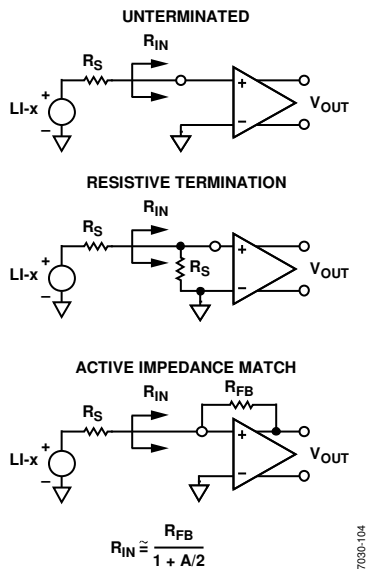 UNTERMINATED
RIN
RS
LI-x
+
–
+
–
VOUT
RESISTIVE TERMINATION
RIN
RS
LI-x
+
–
RS
+
–
VOUT
ACTIVE IMPEDANCE MATCH
RIN
RFB
RS
LI-x
+
–
+
–
VOUT
RIN ≅ RFB
1 + A/2
7030-104